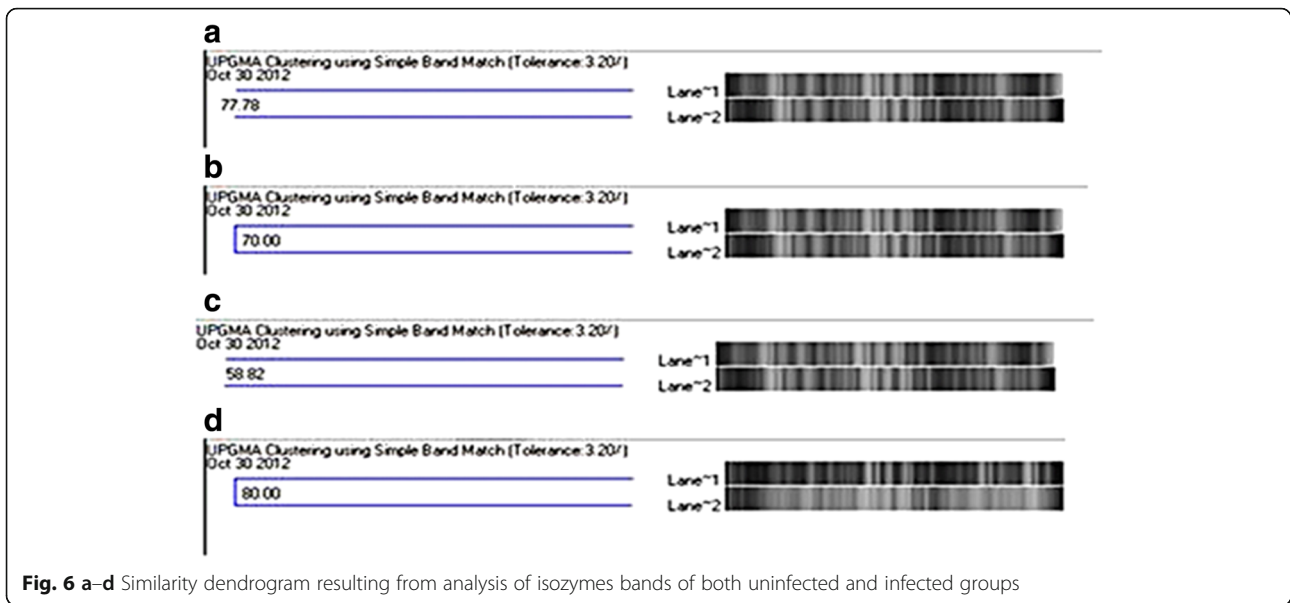 a
UPGMA Clustering using Simple Band Match (Tolerance:3.20/)
Oct 30 2012
77.78
Lane~1
Lane~2
b
UPGMA Clustering using Simple Band Match (Tolerance:3.20/)
Oct 30 2012
70.00
Lane~1
Lane~2
c
UPGMA Clustering using Simple Band Match (Tolerance:3.20/)
Oct 30 2012
58.82
Lane~1
Lane~2
d
UPGMA Clustering using Simple Band Match (Tolerance:3.20/)
Oct 30 2012
80.00
Lane~1
Lane~2
Fig. 6 a–d Similarity dendrogram resulting from analysis of isozymes bands of both uninfected and infected groups